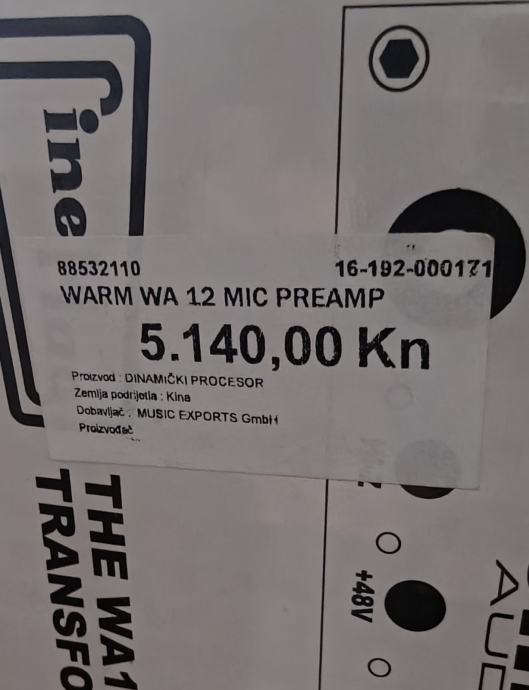 ine
88532110 16-192-000171
WARM WA 12 MIC PREAMP
5.140,00 Kn
Proizvod : DINAMIČKI PROCESOR
Zemlja podrijetla : Kina
Dobavljač : MUSIC EXPORTS GmbH
Proizvođač
THE WA1
TRANSFO
+48V
AUD